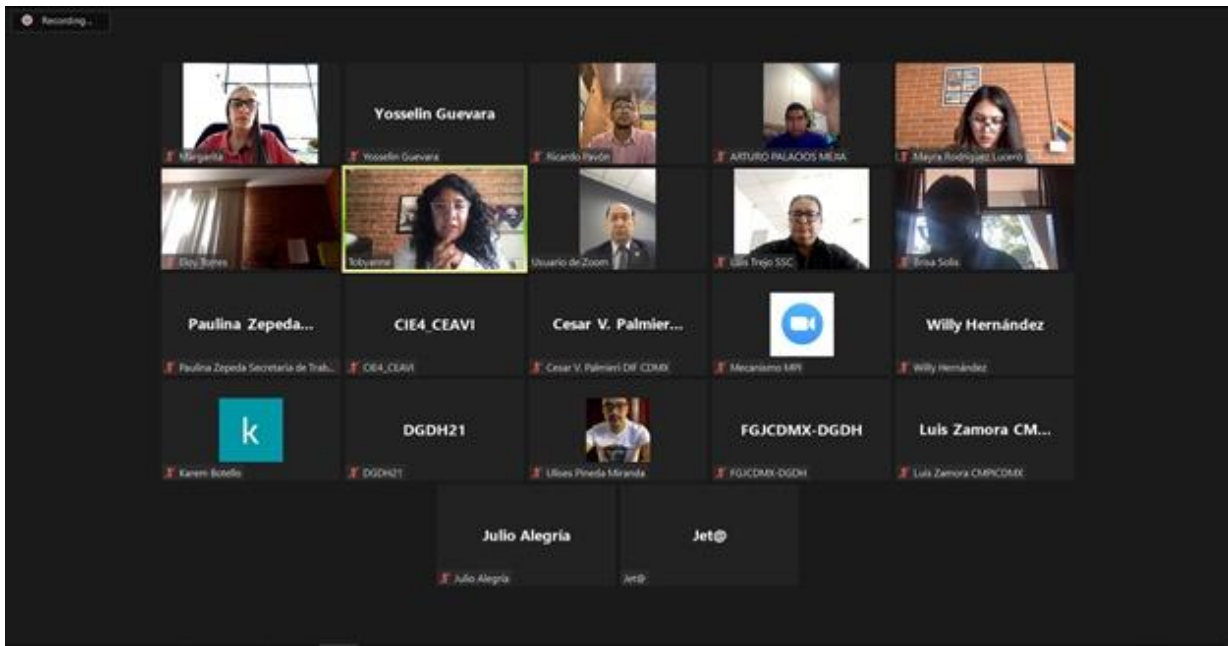 Recording...
Margarita
Yosselin Guevara
Yosselin Guevara
Ricardo Pavón
ARTURO PALACIOS MEJIA
Mayra Rodríguez Lucero
Eloy Torres
Tobyanne
Usuario de Zoom
Luis Trejo SSC
Brisa Solis
Paulina Zepeda...
Paulina Zepeda Secretaria de Trab...
CIE4_CEAVI
CIE4_CEAVI
Cesar V. Palmier...
Cesar V. Palmieri DIF CDMX
Mecanismo MPI
Willy Hernández
Willy Hernández
k
Karem Botello
DGDH21
DGDH21
Ulises Pineda Miranda
FGJCDMX-DGDH
FGJCDMX-DGDH
Luis Zamora CM...
Luis Zamora CMPICDMX
Julio Alegría
Julio Alegría
Jet@
Jet@